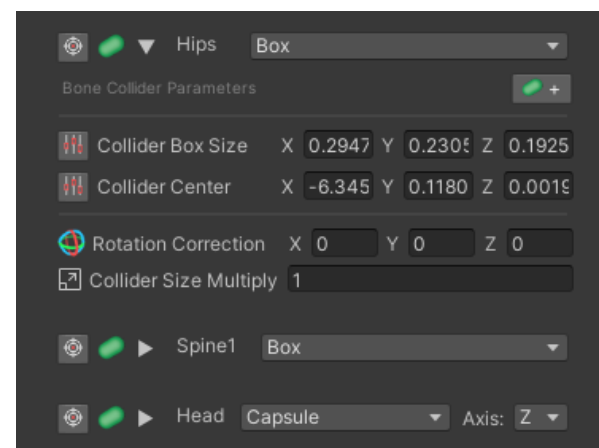 Hips Box
Bone Collider Parameters +
Collider Box Size X 0.2947 Y 0.2305 Z 0.1925
Collider Center X -6.345 Y 0.1180 Z 0.0019
Rotation Correction X 0 Y 0 Z 0
Collider Size Multiply 1
Spine1 Box
Head Capsule Axis: Z